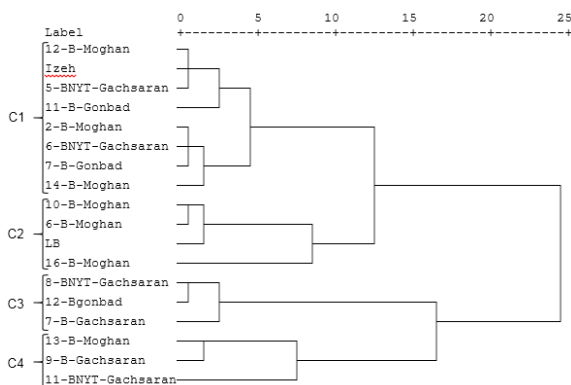 0 5 10 15 20 25
Label
12-B-Moghan
Izeh
5-BNYT-Gachsaran
11-B-Gonbad
C1
2-B-Moghan
6-BNYT-Gachsaran
7-B-Gonbad
14-B-Moghan
10-B-Moghan
6-B-Moghan
C2
LB
16-B-Moghan
8-BNYT-Gachsaran
12-Bgonbad
C3
7-B-Gachsaran
13-B-Moghan
9-B-Gachsaran
C4
11-BNYT-Gachsaran